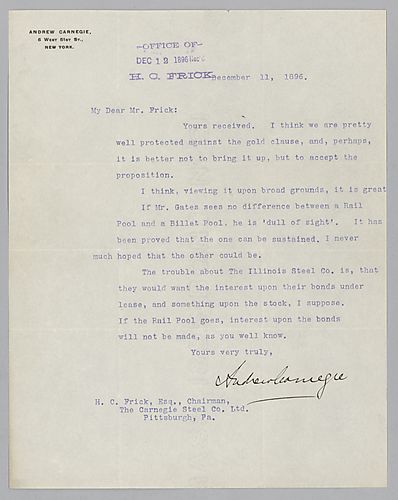 ANDREW CARNEGIE,
5 West 51st St.,
NEW YORK.
-OFFICE OF-
DEC 12 1896
H. C. FRICK
December 11, 1896.
My Dear Mr. Frick:
Yours received. I think we are pretty
well protected against the gold clause, and, perhaps,
it is better not to bring it up, but to accept the
proposition.
I think, viewing it upon broad grounds, it is great
If Mr. Gates sees no difference between a Rail
Pool and a Billet Pool. he is 'dull of sight'. It has
been proved that the one can be sustained. I never
much hoped that the other could be.
The trouble about The Illinois Steel Co. is, that
they would want the interest upon their bonds under
lease, and something upon the stock, I suppose.
If the Rail Pool goes, interest upon the bonds
will not be made, as you well know.
Yours very truly,
Andrew Carnegie
H. C. Frick, Esq., Chairman,
The Carnegie Steel Co. Ltd.
Pittsburgh, Pa.